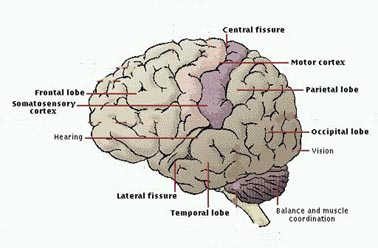 Central fissure
Motor cortex
Frontal lobe
Parietal lobe
Somatosensory
cortex
Occipital lobe
Hearing
Vision
Lateral fissure
Temporal lobe
Balance and muscle
coordination